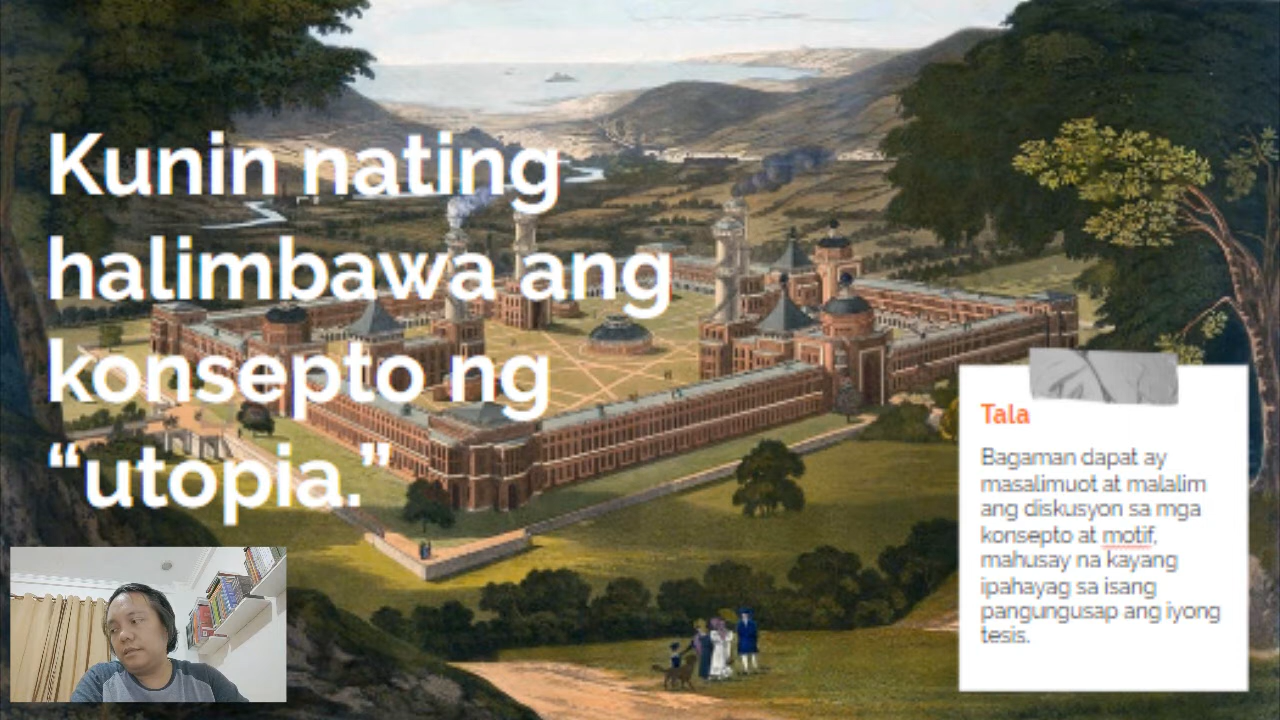 Kunin nating
halimbawa ang
konsepto ng
“utopia.”
Tala
Bagaman dapat ay
masalimuot at malalim
ang diskusyon sa mga
konsepto at motif,
mahusay na kayang
ipahayag sa isang
pangungusap ang iyong
tesis.